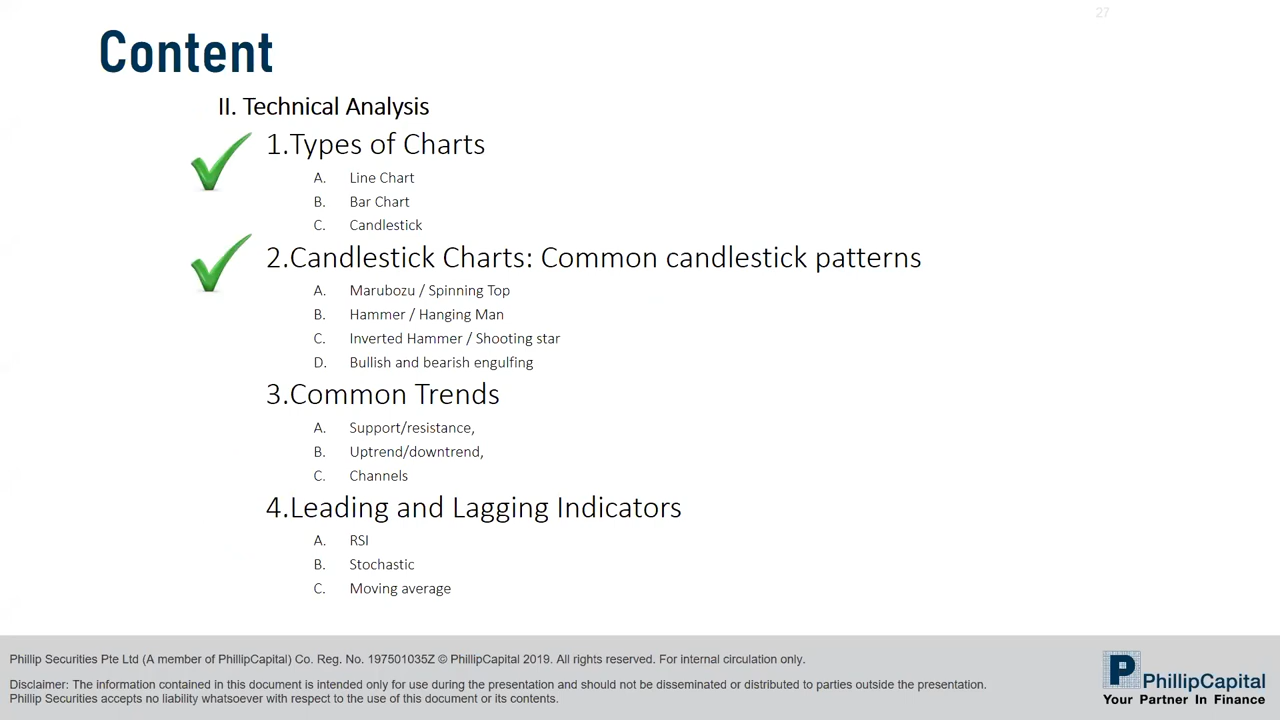 27
Content
II. Technical Analysis
1.Types of Charts
A. Line Chart
B. Bar Chart
C. Candlestick
2.Candlestick Charts: Common candlestick patterns
A. Marubozu / Spinning Top
B. Hammer / Hanging Man
C. Inverted Hammer / Shooting star
D. Bullish and bearish engulfing
3.Common Trends
A. Support/resistance,
B. Uptrend/downtrend,
C. Channels
4.Leading and Lagging Indicators
A. RSI
B. Stochastic
C. Moving average
Phillip Securities Pte Ltd (A member of PhillipCapital) Co. Reg. No. 197501035Z © PhillipCapital 2019. All rights reserved. For internal circulation only.
Disclaimer: The information contained in this document is intended only for use during the presentation and should not be disseminated or distributed to parties outside the presentation.
Phillip Securities accepts no liability whatsoever with respect to the use of this document or its contents.
P
PhillipCapital
Your Partner In Finance